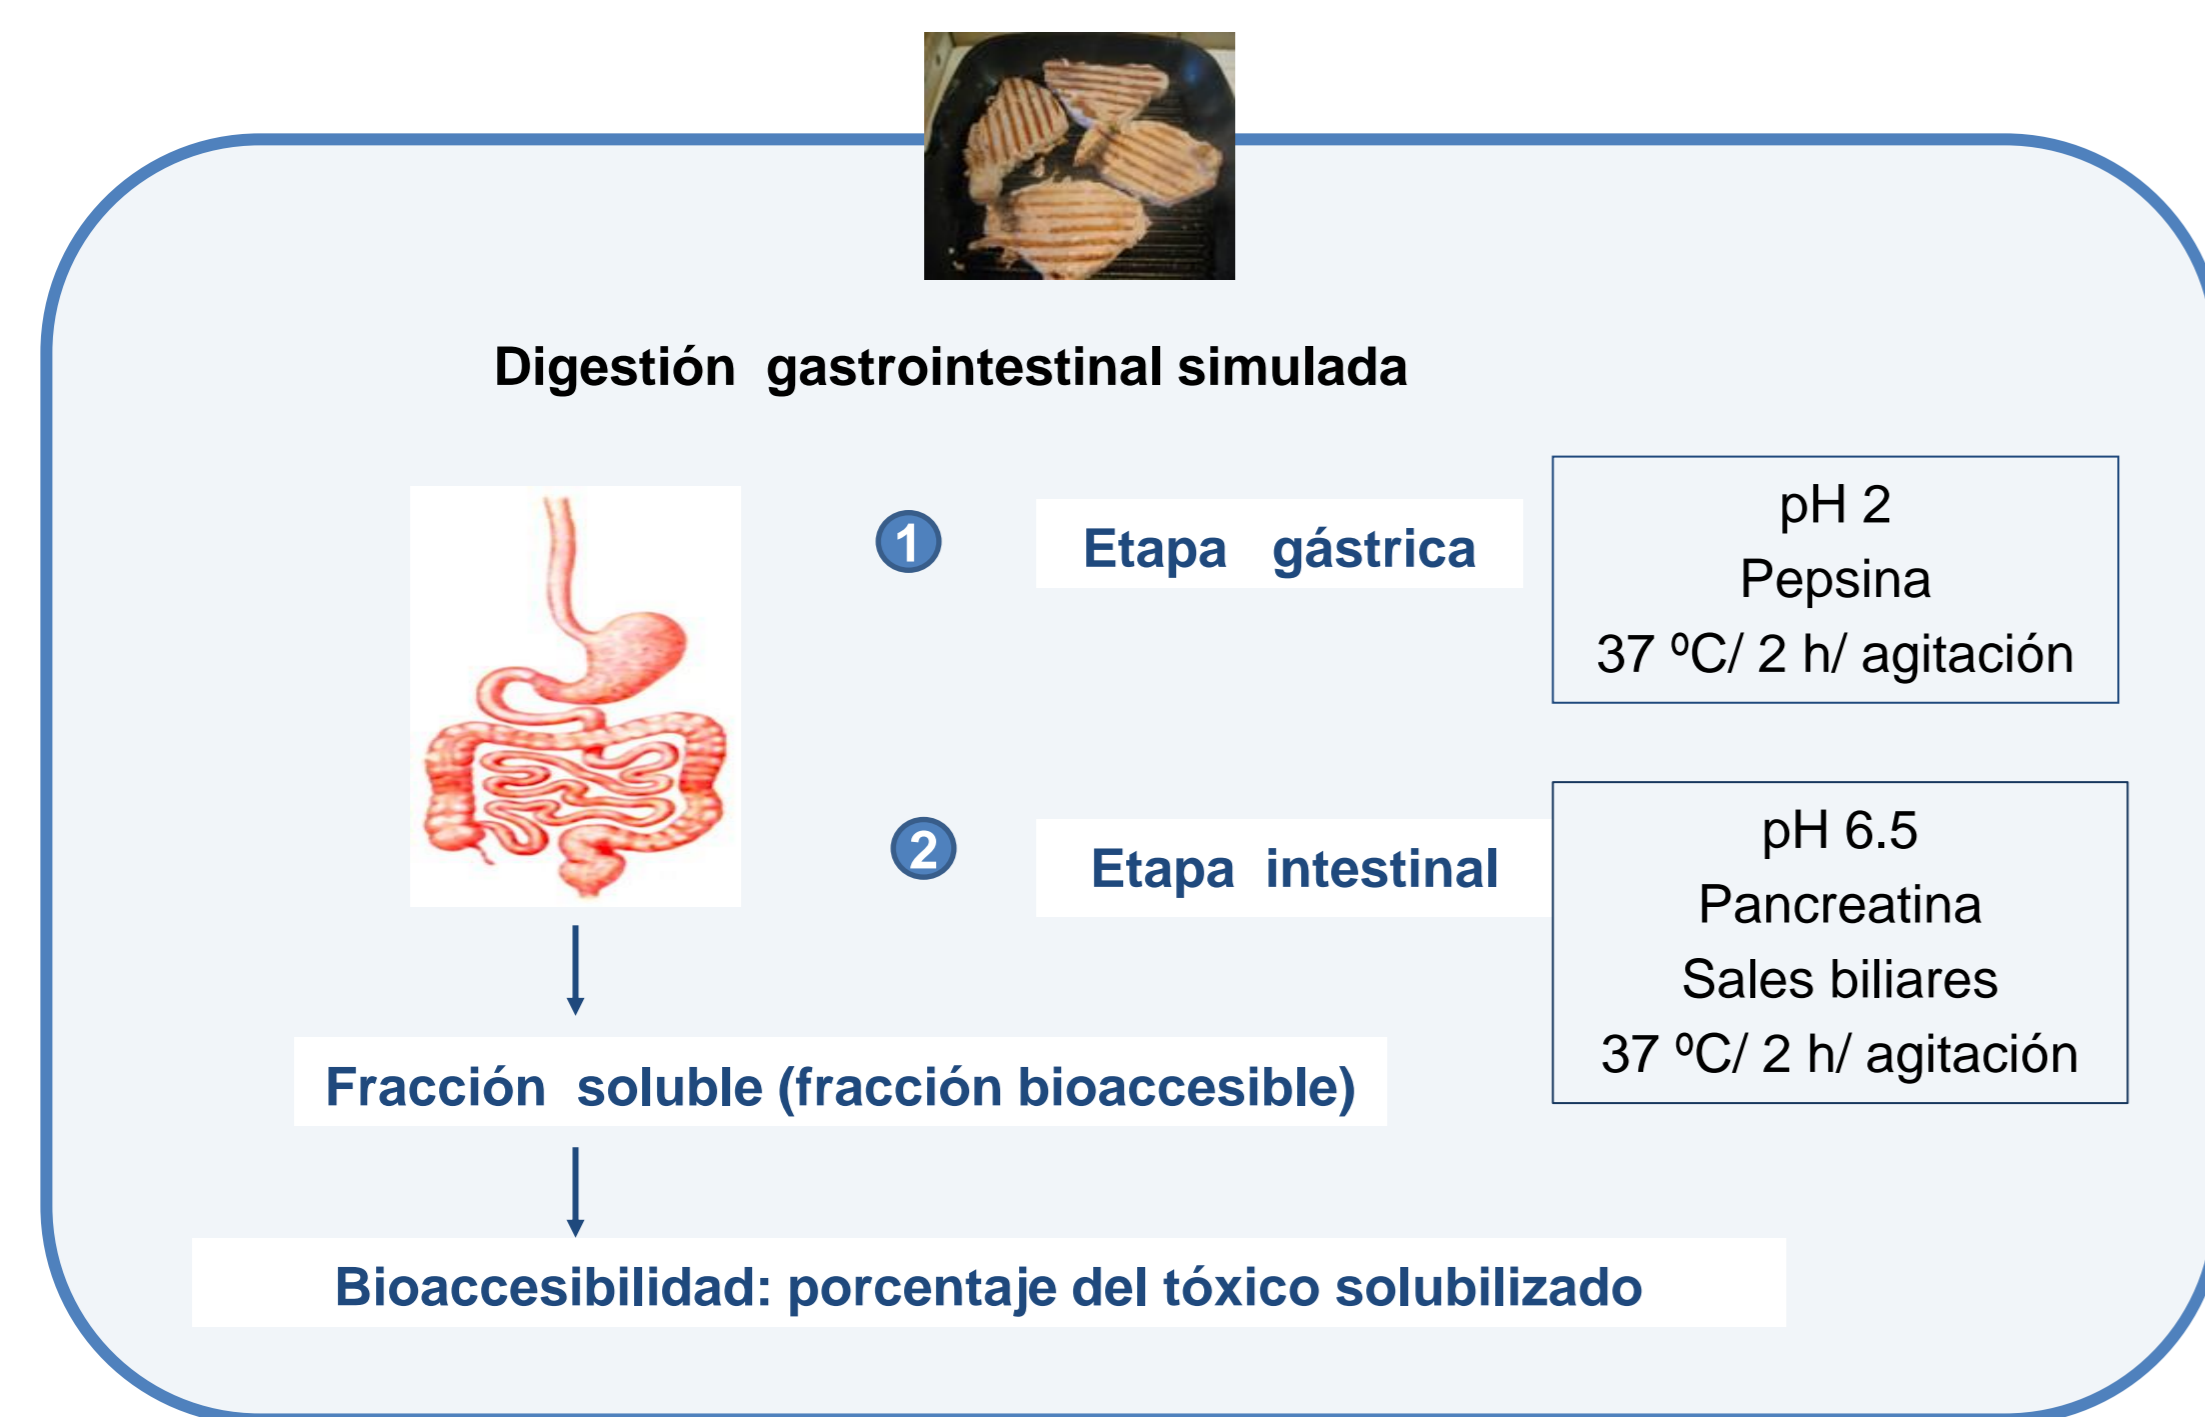 Digestión gastrointestinal simulada
1
Etapa gástrica
pH 2
Pepsina
37 ºC/ 2 h/ agitación
2
Etapa intestinal
pH 6.5
Pancreatina
Sales biliares
37 ºC/ 2 h/ agitación
Fracción soluble (fracción bioaccesible)
Bioaccesibilidad: porcentaje del tóxico solubilizado